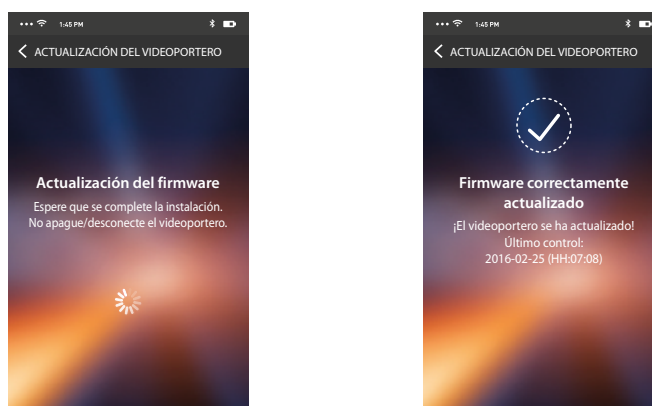 1:45 PM
ACTUALIZACIÓN DEL VIDEOPORTERO
Actualización del firmware
Espere que se complete la instalación.
No apague/desconecte el videoportero.
1:45 PM
ACTUALIZACIÓN DEL VIDEOPORTERO
Firmware correctamente
actualizado
¡El videoportero se ha actualizado!
Último control:
2016-02-25 (HH:07:08)